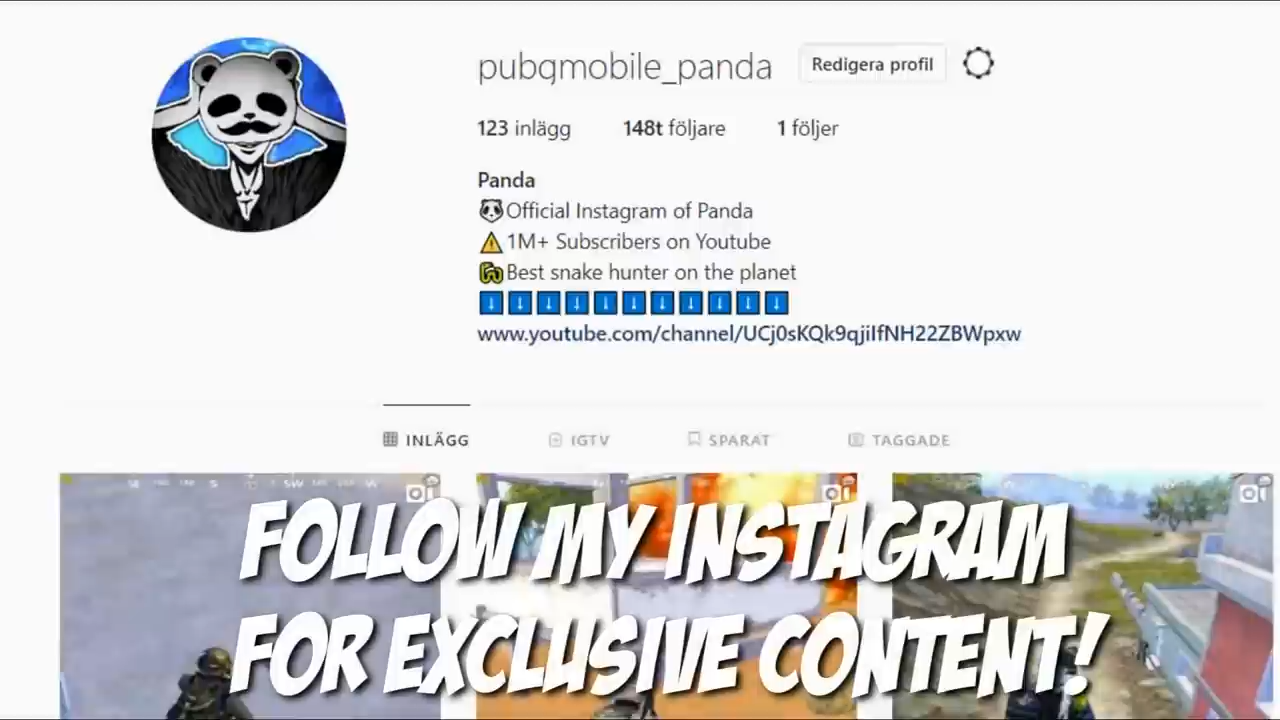 pubgmobile_panda Redigera profil
123 inlägg 148t följare 1 följer
Panda
🐼Official Instagram of Panda
⚠️1M+ Subscribers on Youtube
🐍Best snake hunter on the planet
⬇️⬇️⬇️⬇️⬇️⬇️⬇️⬇️⬇️⬇️⬇️
www.youtube.com/channel/UCj0sKQk9qjiIfNH22ZBWpxw
INLÄGG IGTV SPARAT TAGGADE
SW
FOLLOW MY INSTAGRAM
FOR EXCLUSIVE CONTENT!